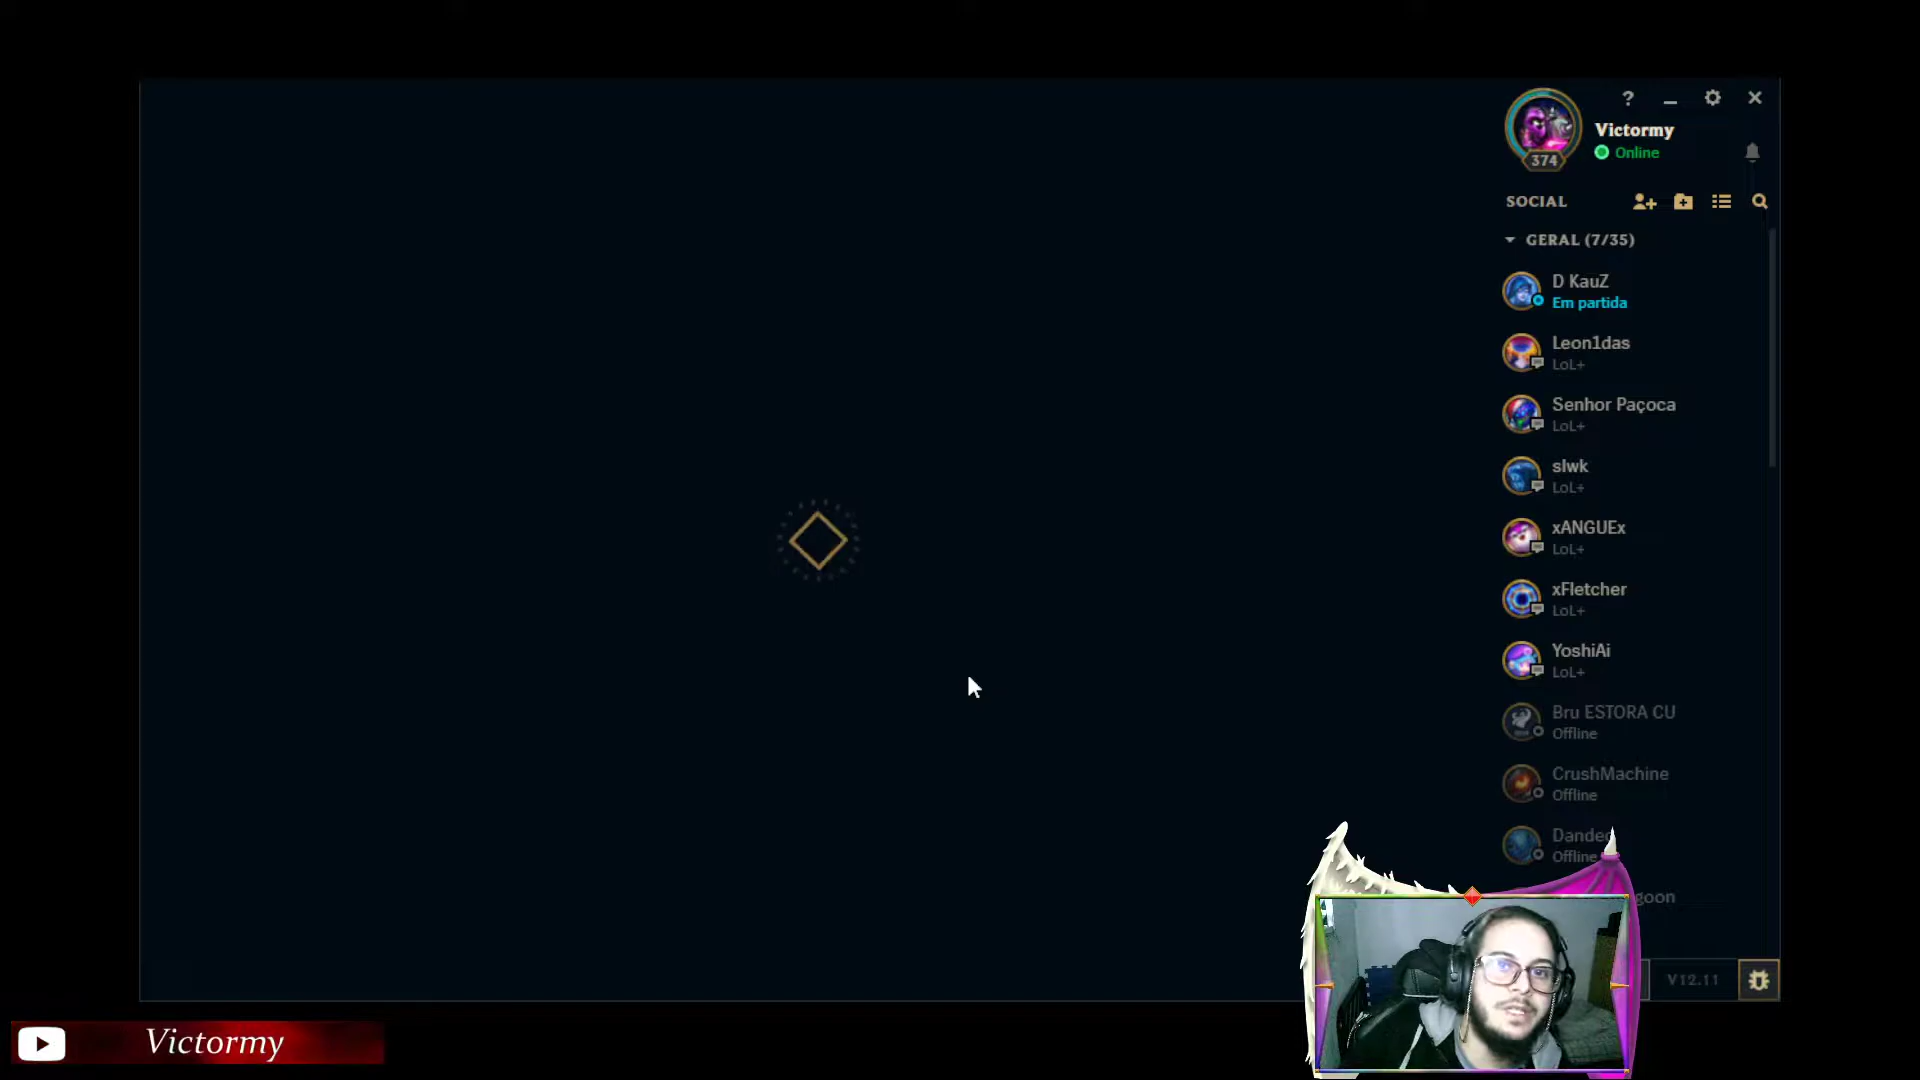 ?
Victormy
374
Online
SOCIAL
GERAL (7/35)
D KauZ
Em partida
Leon1das
LoL+
Senhor Paçoca
LoL+
slwk
LoL+
xANGUEx
LoL+
xFletcher
LoL+
YoshiAi
LoL+
Bru ESTORA CU
Offline
CrushMachine
Offline
Offline
V12.11
Victormy